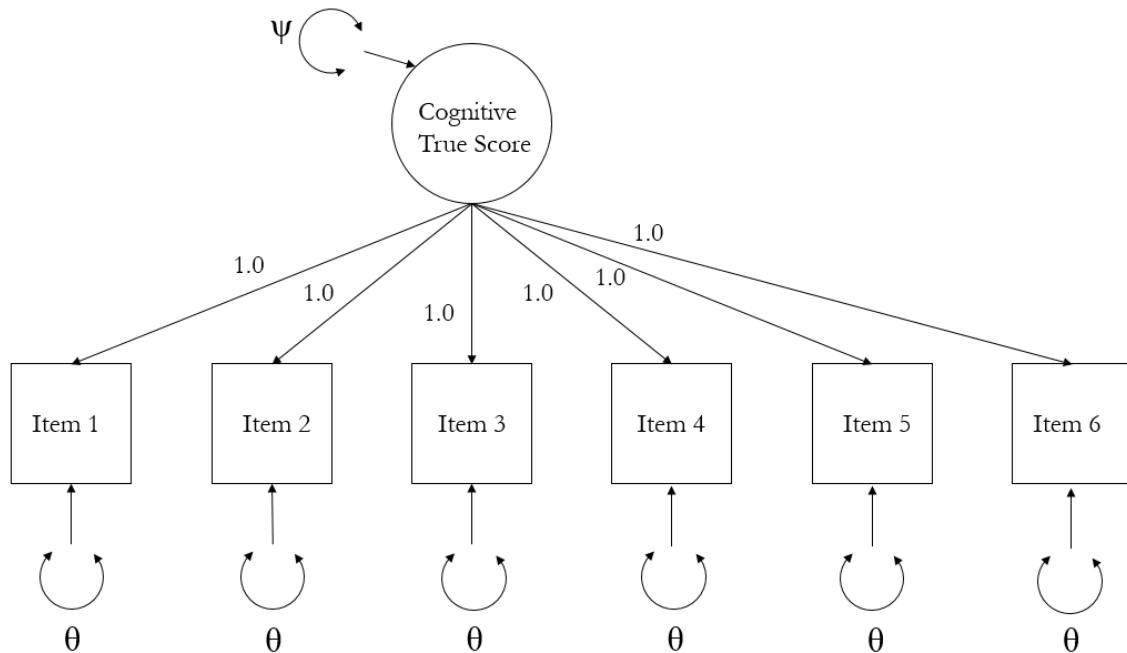 ψ
Cognitive
True Score
1.0
1.0
1.0
1.0
1.0
1.0
Item 1
Item 2
Item 3
Item 4
Item 5
Item 6
θ
θ
θ
θ
θ
θ